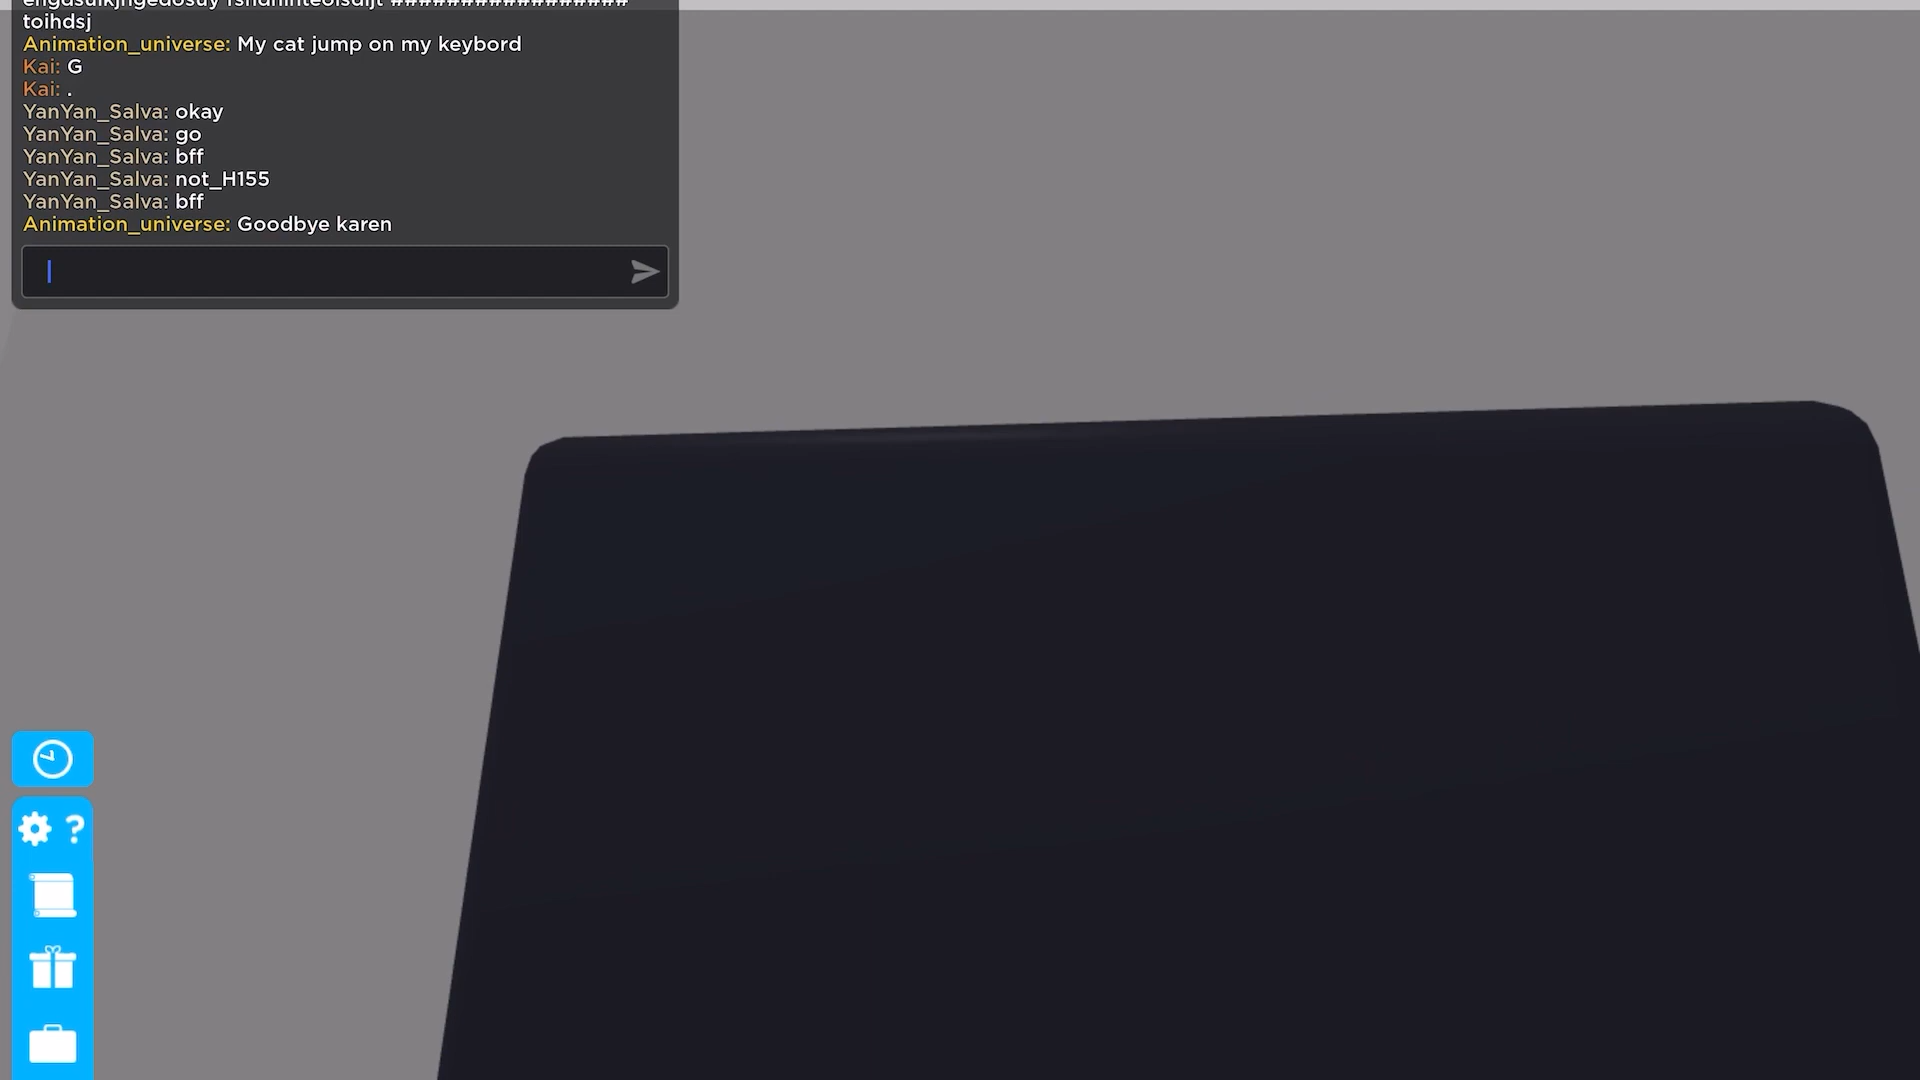 toihdsj
Animation_universe: My cat jump on my keybord
Kai: G
Kai: .
YanYan_Salva: okay
YanYan_Salva: go
YanYan_Salva: bff
YanYan_Salva: not_H155
YanYan_Salva: bff
Animation_universe: Goodbye karen
?